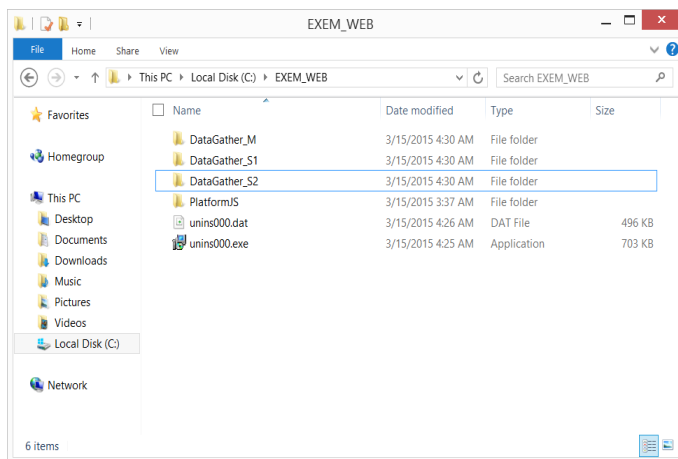 EXEM_WEB
File Home Share View
This PC Local Disk (C:) EXEM_WEB Search EXEM_WEB
Name Date modified Type Size
Favorites
Homegroup
This PC
Desktop
Documents
Downloads
Music
Pictures
Videos
Local Disk (C:)
Network
DataGather_M 3/15/2015 4:30 AM File folder
DataGather_S1 3/15/2015 4:30 AM File folder
DataGather_S2 3/15/2015 4:30 AM File folder
PlatformJS 3/15/2015 3:37 AM File folder
unins000.dat 3/15/2015 4:26 AM DAT File 496 KB
unins000.exe 3/15/2015 4:25 AM Application 703 KB
6 items